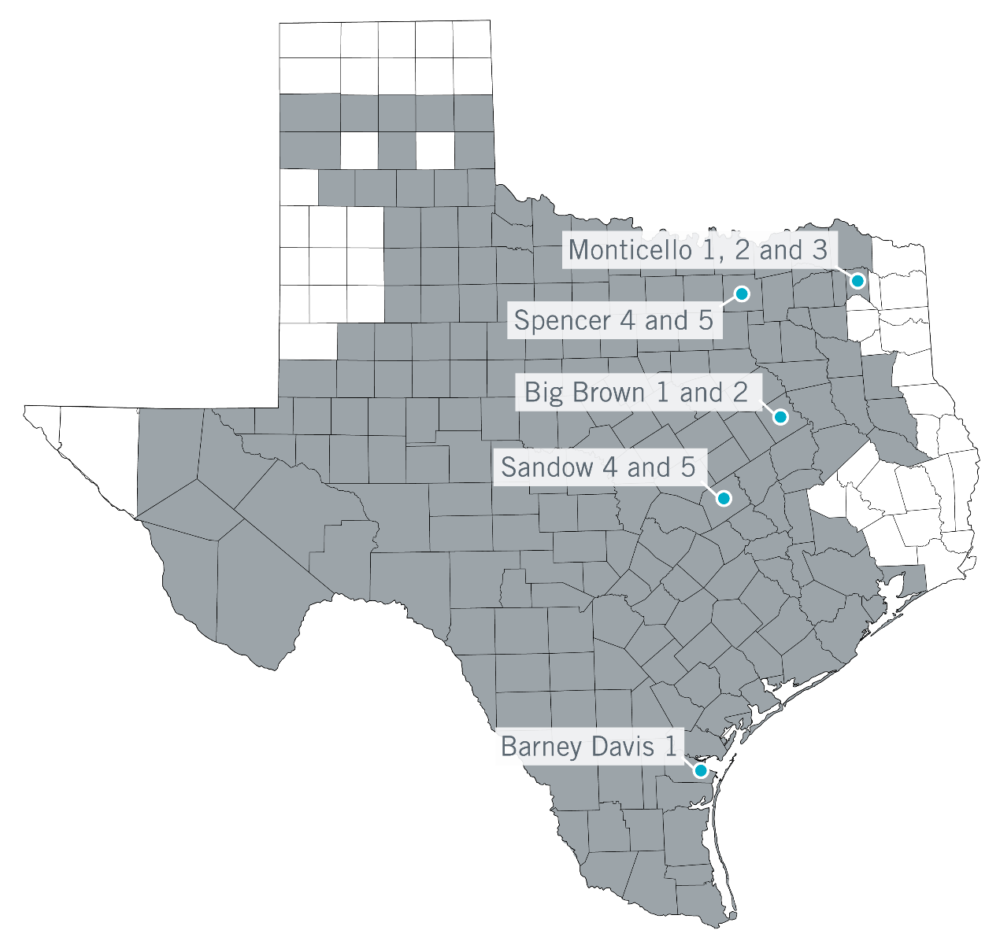 Monticello 1, 2 and 3
Spencer 4 and 5
Big Brown 1 and 2
Sandow 4 and 5
Barney Davis 1